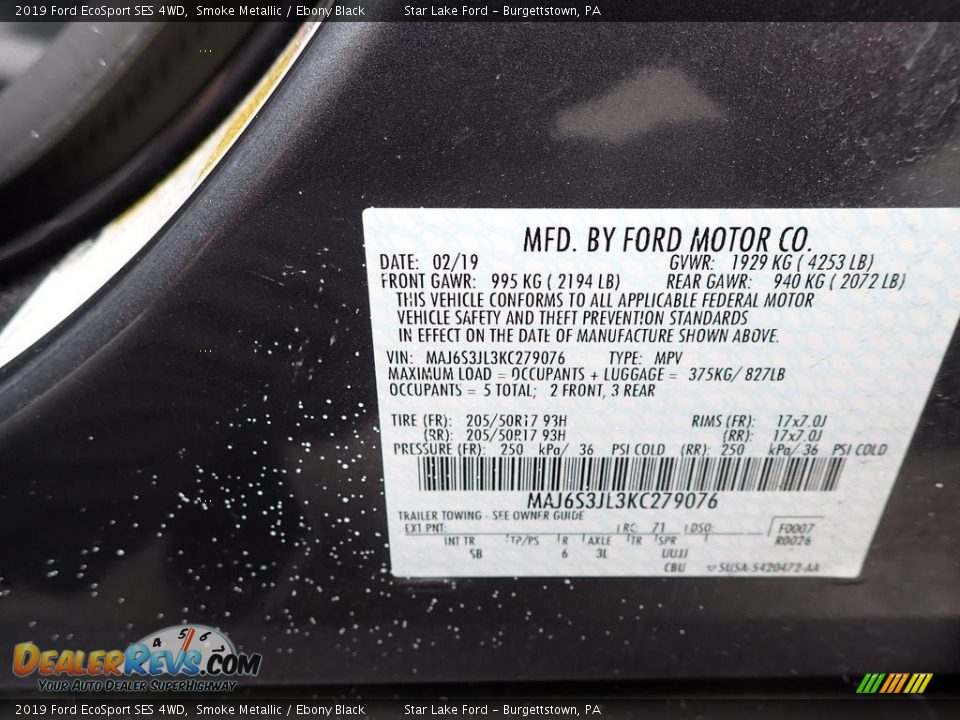 2019 Ford EcoSport SES 4WD, Smoke Metallic / Ebony Black Star Lake Ford - Burgettstown, PA
MFD. BY FORD MOTOR CO.
DATE: 02/19 GVWR: 1929 KG ( 4253 LB)
FRONT GAWR: 995 KG ( 2194 LB) REAR GAWR: 940 KG ( 2072 LB)
THIS VEHICLE CONFORMS TO ALL APPLICABLE FEDERAL MOTOR
VEHICLE SAFETY AND THEFT PREVENTION STANDARDS
IN EFFECT ON THE DATE OF MANUFACTURE SHOWN ABOVE.
VIN: MAJ6S3JL3KC279076 TYPE: MPV
MAXIMUM LOAD = OCCUPANTS + LUGGAGE = 375KG/ 827LB
OCCUPANTS = 5 TOTAL; 2 FRONT, 3 REAR
TIRE (FR): 205/50R17 93H RIMS (FR): 17x7.0J
(RR): 205/50R17 93H (RR): 17x7.0J
PRESSURE (FR): 250 kPa/ 36 PSI COLD (RR): 250 kPa/ 36 PSI COLD
MAJ6S3JL3KC279076
TRAILER TOWING - SEE OWNER GUIDE
EXT PNT: RC: 71 DSO: F0007
R0026
INT TR TP/PS R AXLE TR SPR
SB 6 3L UUJJ
CBU 5USA-5420472-AA
4 5 6
DEALERREVS.COM
YOUR AUTO DEALER SUPERHIGHWAY
2019 Ford EcoSport SES 4WD, Smoke Metallic / Ebony Black Star Lake Ford - Burgettstown, PA